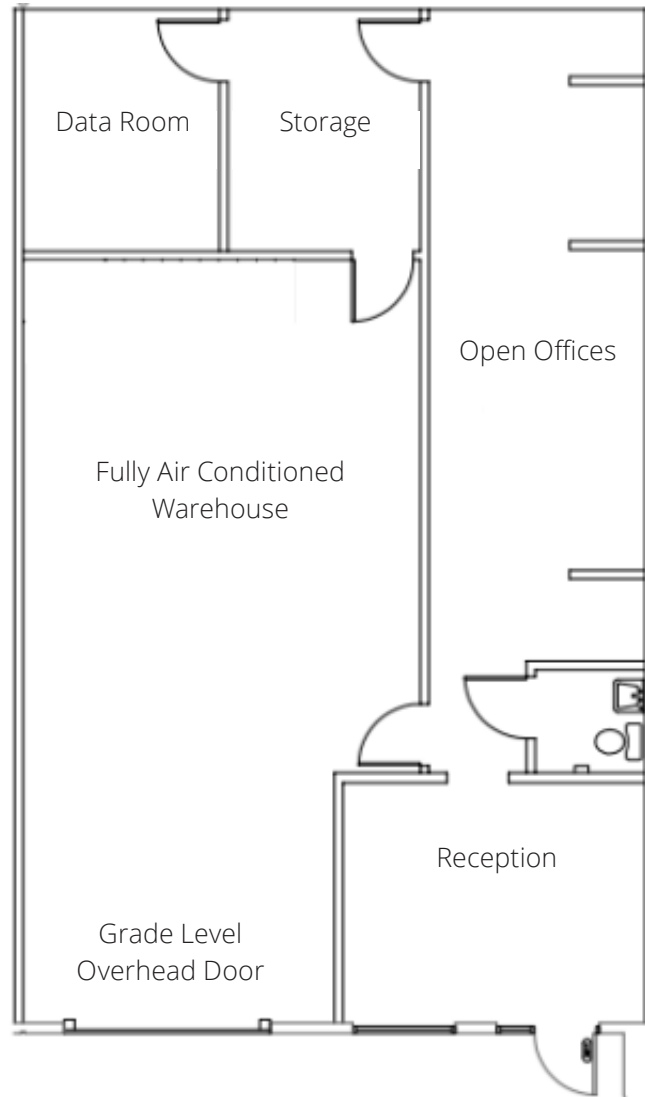 Data Room
Storage
Open Offices
Fully Air Conditioned
Warehouse
Reception
Grade Level
Overhead Door